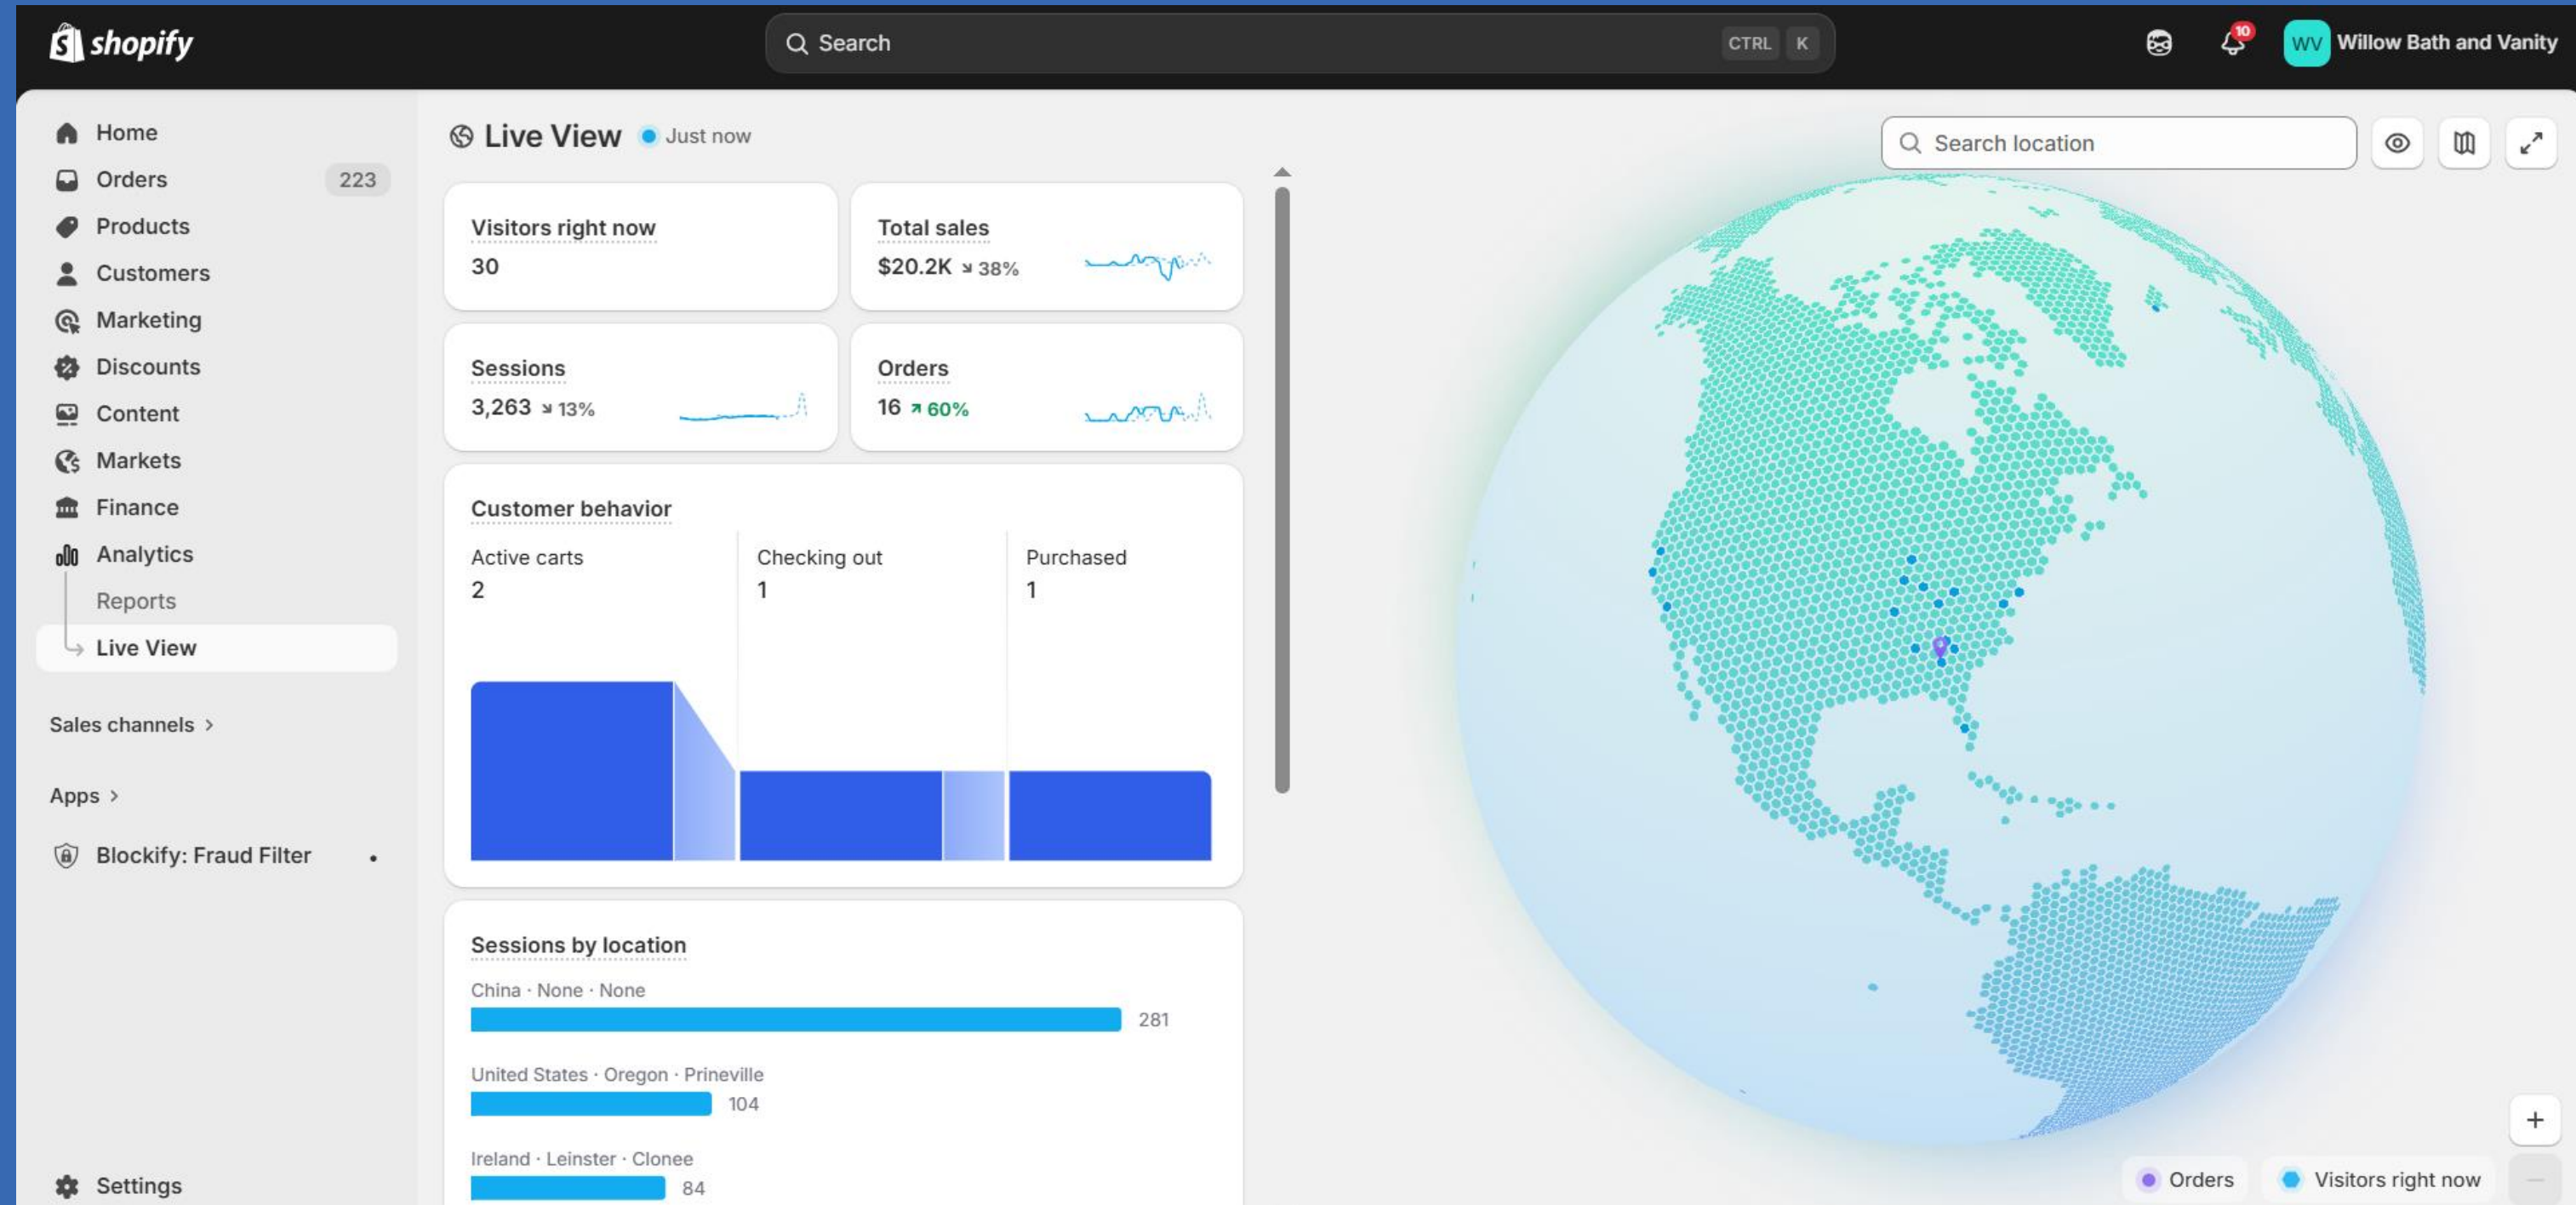 shopify
Search
CTRL K
10
WV Willow Bath and Vanity
Home
Orders 223
Products
Customers
Marketing
Discounts
Content
Markets
Finance
Analytics
Reports
Live View
Sales channels >
Apps >
Blockify: Fraud Filter
Settings
Live View Just now
Search location
Visitors right now
30
Total sales
$20.2K ↘ 38%
Sessions
3,263 ↘ 13%
Orders
16 ↗ 60%
Customer behavior
Active carts
2
Checking out
1
Purchased
1
Sessions by location
China · None · None
281
United States · Oregon · Prineville
104
Ireland · Leinster · Clonee
84
Orders
Visitors right now